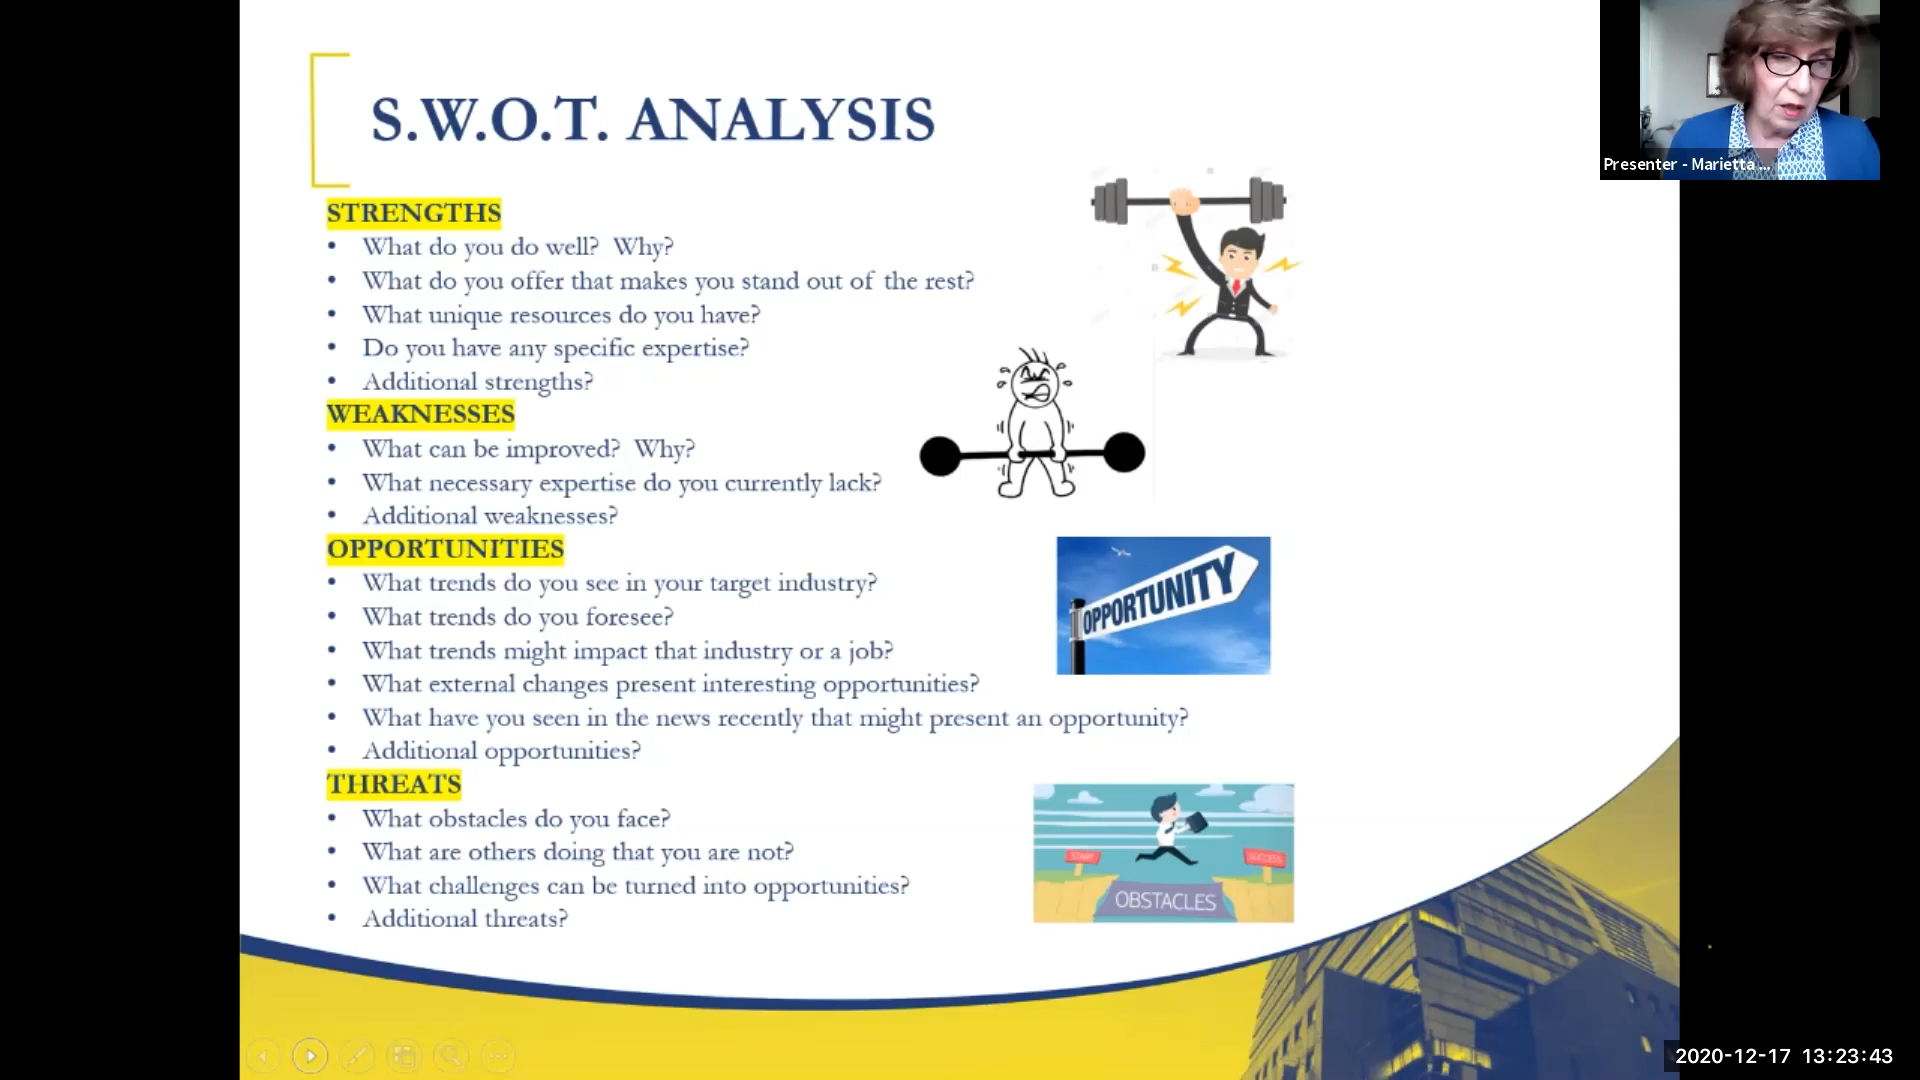 S.W.O.T. ANALYSIS
Presenter - Marietta ...
STRENGTHS
• What do you do well?  Why?
• What do you offer that makes you stand out of the rest?
• What unique resources do you have?
• Do you have any specific expertise?
• Additional strengths?
WEAKNESSES
• What can be improved?  Why?
• What necessary expertise do you currently lack?
• Additional weaknesses?
OPPORTUNITIES
• What trends do you see in your target industry?
• What trends do you foresee?
• What trends might impact that industry or a job?
• What external changes present interesting opportunities?
• What have you seen in the news recently that might present an opportunity?
• Additional opportunities?
OPPORTUNITY
THREATS
• What obstacles do you face?
• What are others doing that you are not?
• What challenges can be turned into opportunities?
• Additional threats?
START
SUCCESS
OBSTACLES
2020-12-17 13:23:43